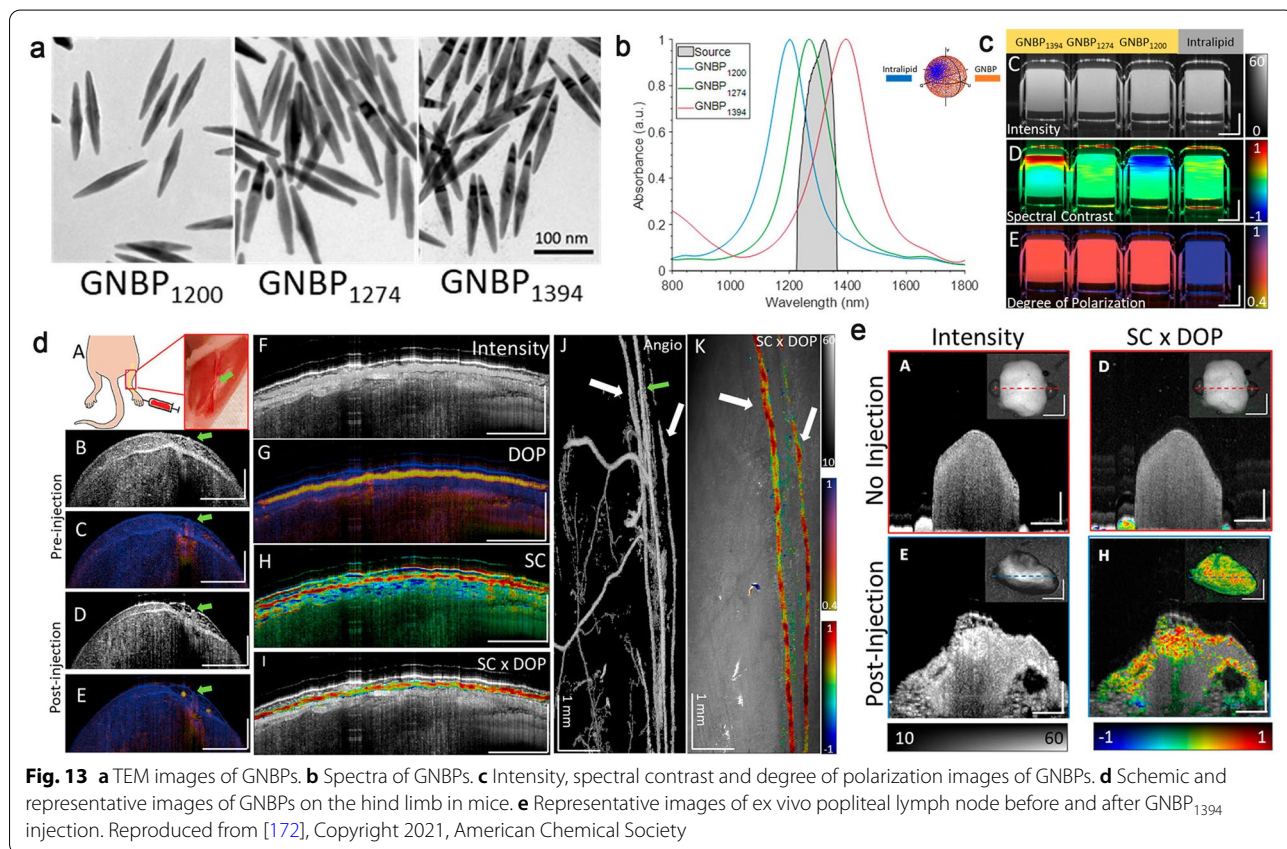 a
GNBP1200
GNBP1274
GNBP1394
100 nm
b
Absorbance (a.u.)
1
0.8
0.6
0.4
0.2
0
800 1000 1200 1400 1600 1800
Wavelength (nm)
Source
GNBP1200
GNBP1274
GNBP1394
Intralipid
GNBP
c
GNBP1394 GNBP1274 GNBP1200 Intralipid
C
Intensity
60
0
D
Spectral Contrast
1
-1
E
Degree of Polarization
1
0.4
d
A
Pre-injection
B
C
Post-injection
D
E
F
Intensity
G
DOP
H
SC
I
SC x DOP
J
Angio
1 mm
K
SC x DOP
1 mm
60
10
1
0.4
1
-1
e
Intensity
SC x DOP
No Injection
A
D
Post-Injection
E
H
10 60
-1 1
Fig. 13 a TEM images of GNBPs. b Spectra of GNBPs. c Intensity, spectral contrast and degree of polarization images of GNBPs. d Schemic and
representative images of GNBPs on the hind limb in mice. e Representative images of ex vivo popliteal lymph node before and after GNBP1394
injection. Reproduced from [172], Copyright 2021, American Chemical Society